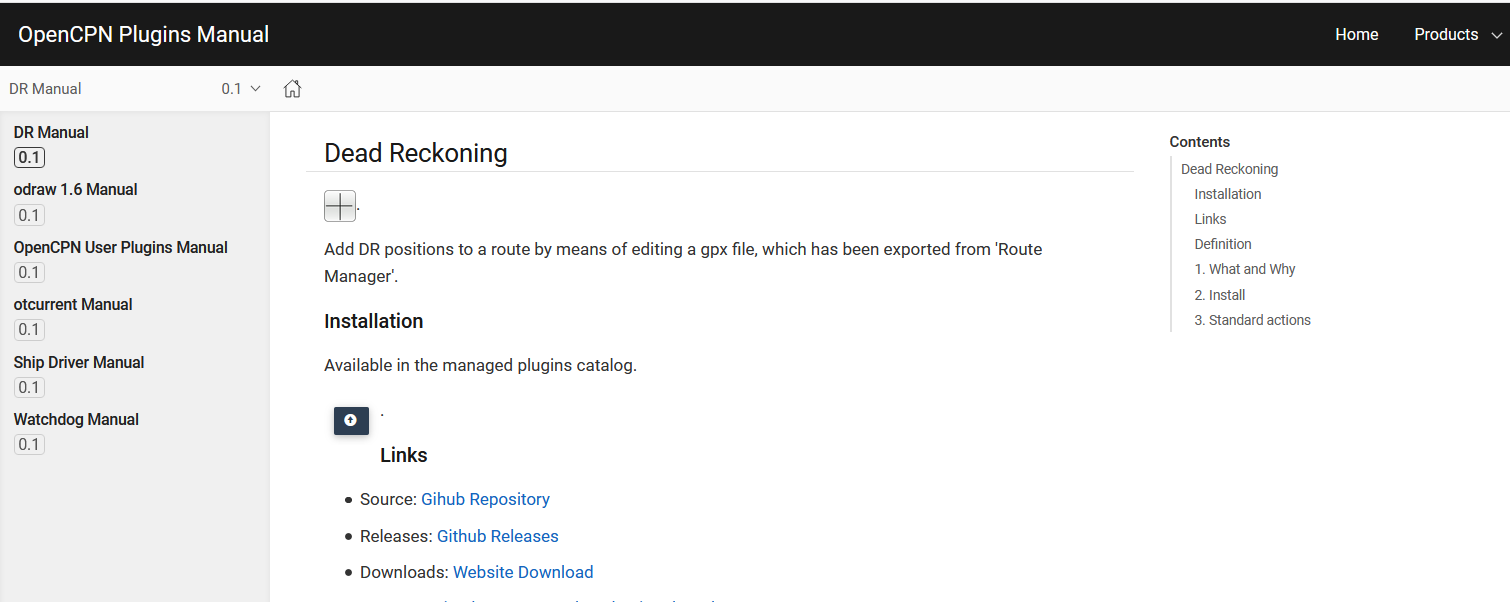 OpenCPN Plugins Manual
Home
Products
DR Manual
0.1
DR Manual
0.1
odraw 1.6 Manual
0.1
OpenCPN User Plugins Manual
0.1
otcurrent Manual
0.1
Ship Driver Manual
0.1
Watchdog Manual
0.1
Dead Reckoning
.
Add DR positions to a route by means of editing a gpx file, which has been exported from 'Route
Manager'.
Installation
Available in the managed plugins catalog.
.
Links
Source: Gihub Repository
Releases: Github Releases
Downloads: Website Download
Contents
Dead Reckoning
Installation
Links
Definition
1. What and Why
2. Install
3. Standard actions